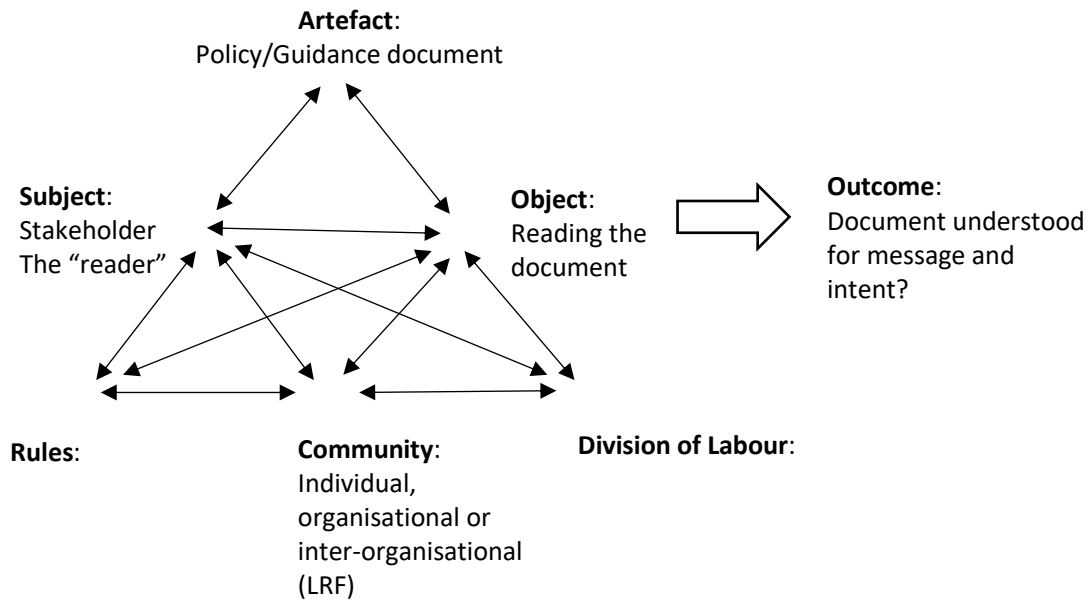 Artefact:
Policy/Guidance document
Subject:
Stakeholder
The “reader”
Object:
Reading the
document
Outcome:
Document understood
for message and
intent?
Rules:
Community:
Individual,
organisational or
inter-organisational
(LRF)
Division of Labour: